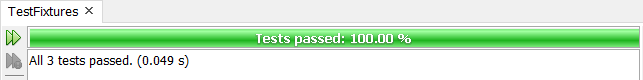 TestFixtures
Tests passed: 100.00 %
All 3 tests passed. (0.049 s)